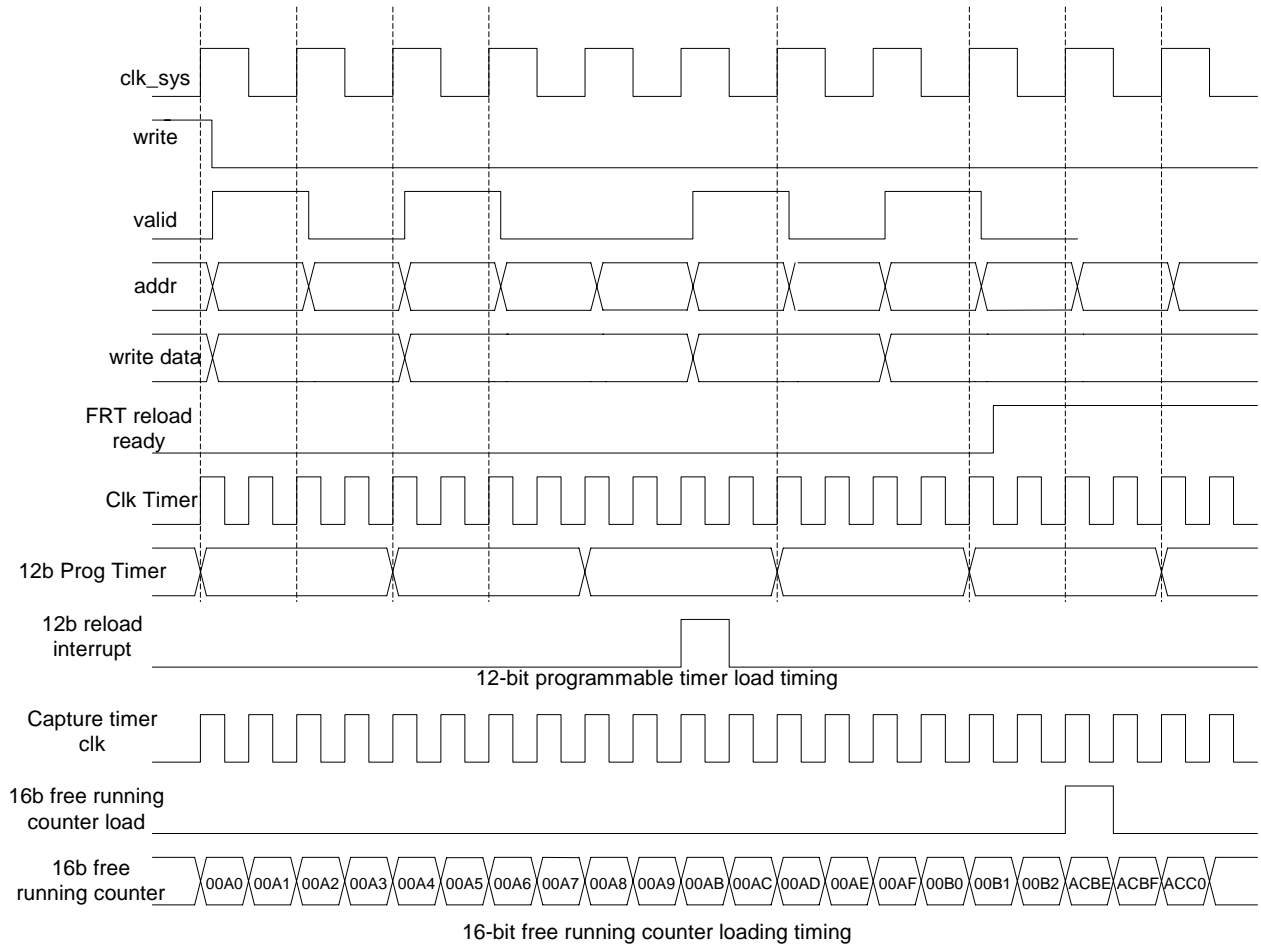 clk_sys
write
valid
addr
write data
FRT reload
ready
Clk Timer
12b Prog Timer
12b reload
interrupt
12-bit programmable timer load timing
Capture timer
clk
16b free running
counter load
16b free
running counter
00A0 00A1 00A2 00A3 00A4 00A5 00A6 00A7 00A8 00A9 00AB 00AC 00AD 00AE 00AF 00B0 00B1 00B2 ACBE ACBF ACC0
16-bit free running counter loading timing